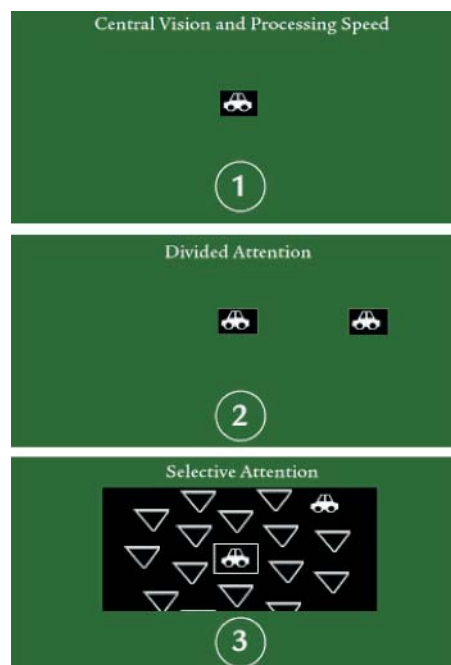 Central Vision and Processing Speed
1
Divided Attention
2
Selective Attention
3